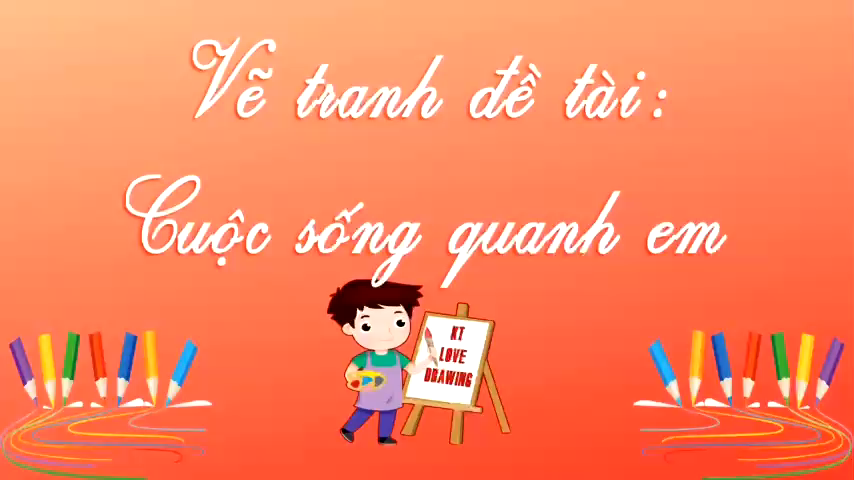 Vẽ tranh đề tài:
Cuộc sống quanh em
KT
LOVE
DRAWING